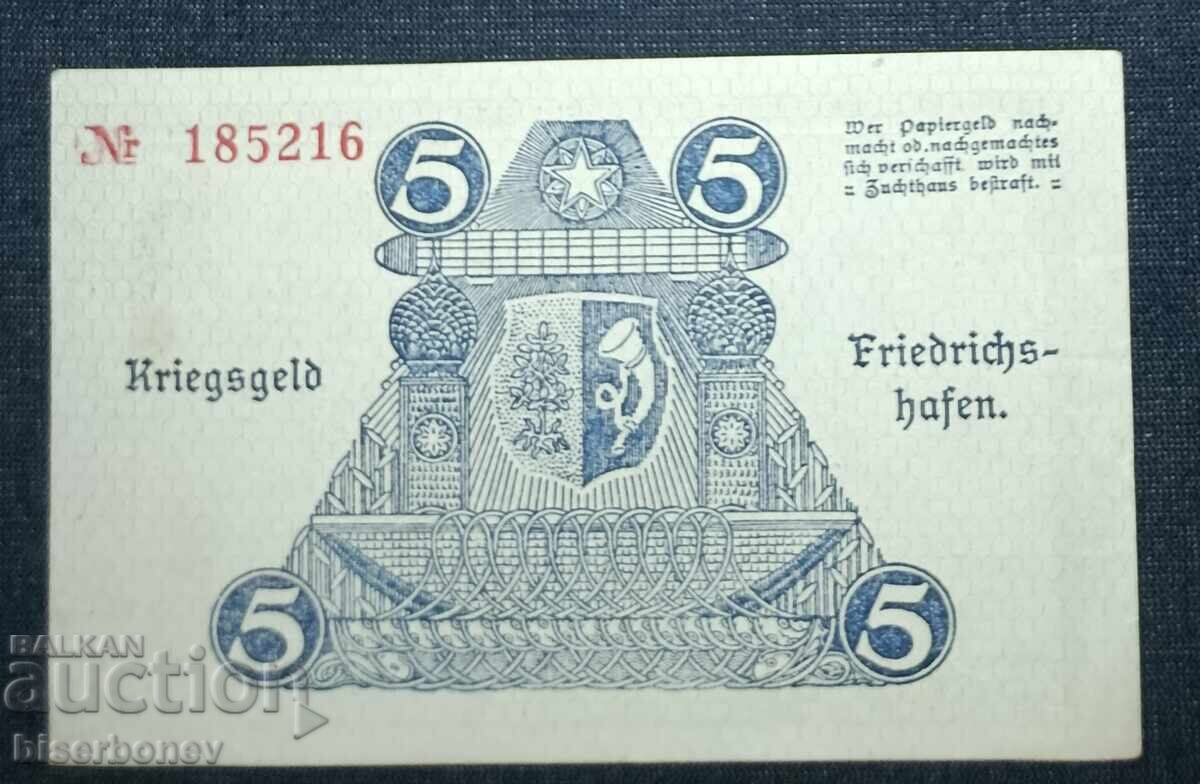 Nr 185216
5 5
Wer Papiergeld nach-
macht od. nachgemachtes
sich verschafft, wird mit
= Zuchthaus bestraft. =
Kriegsgeld
Friedrichs-
hafen.
5 5
BALKAN
auction
biserboney